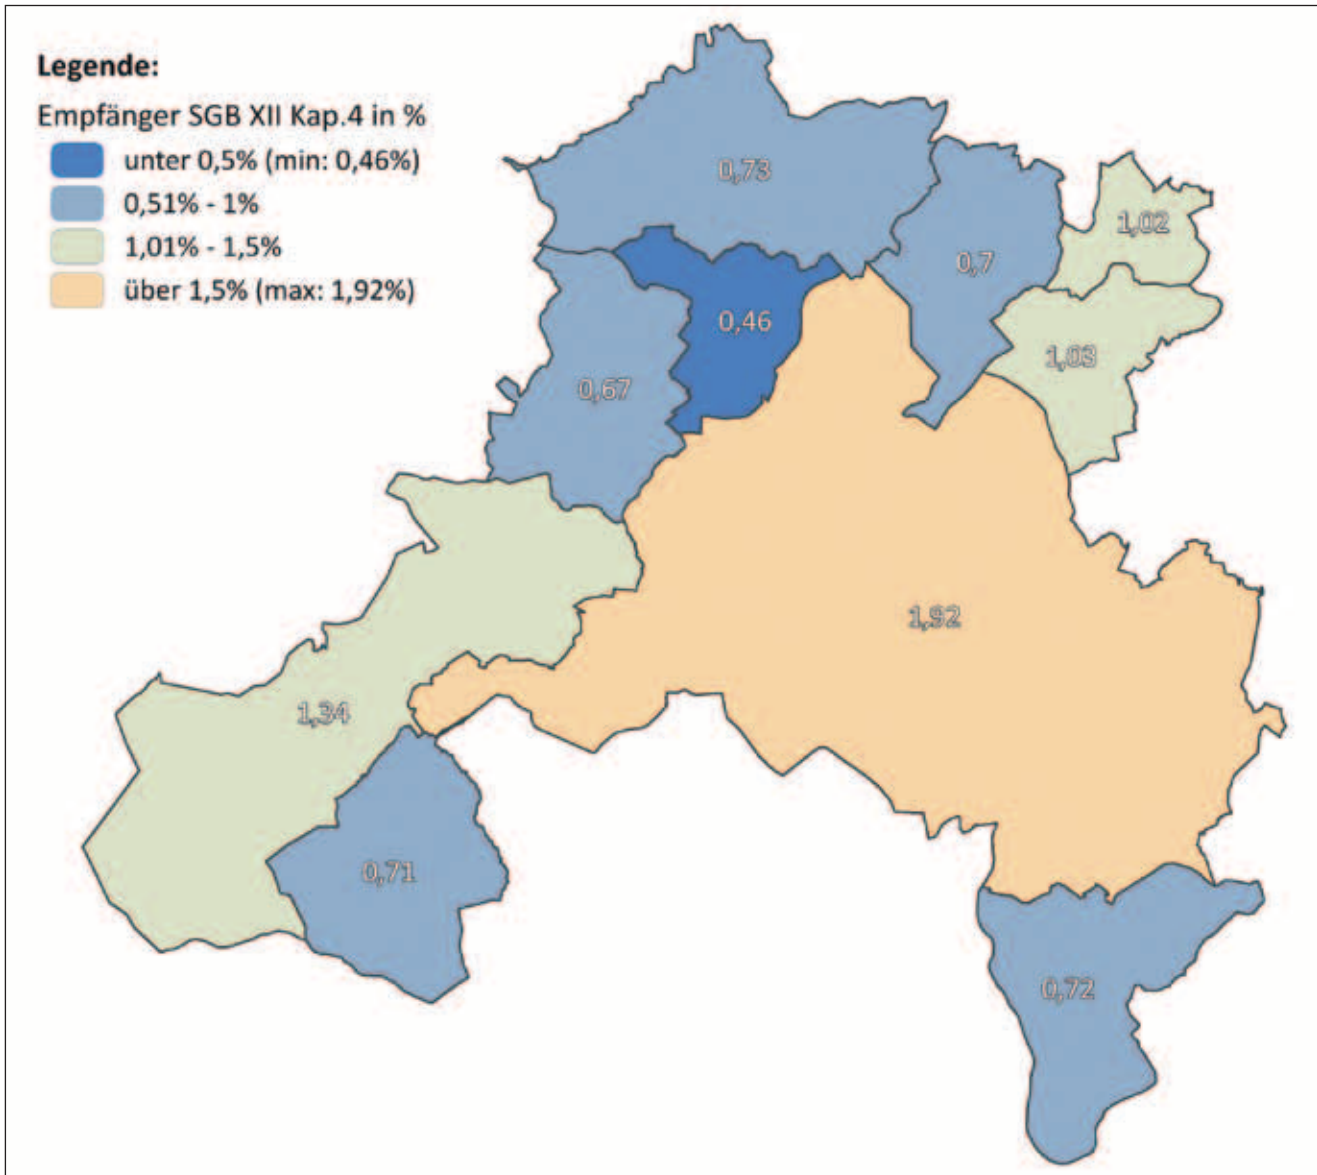 Legende:
Empfänger SGB XII Kap.4 in %
unter 0,5% (min: 0,46%)
0,51% - 1%
1,01% - 1,5%
über 1,5% (max: 1,92%)
0,73
1,02
0,7
0,46
1,03
0,67
1,92
1,34
0,71
0,72